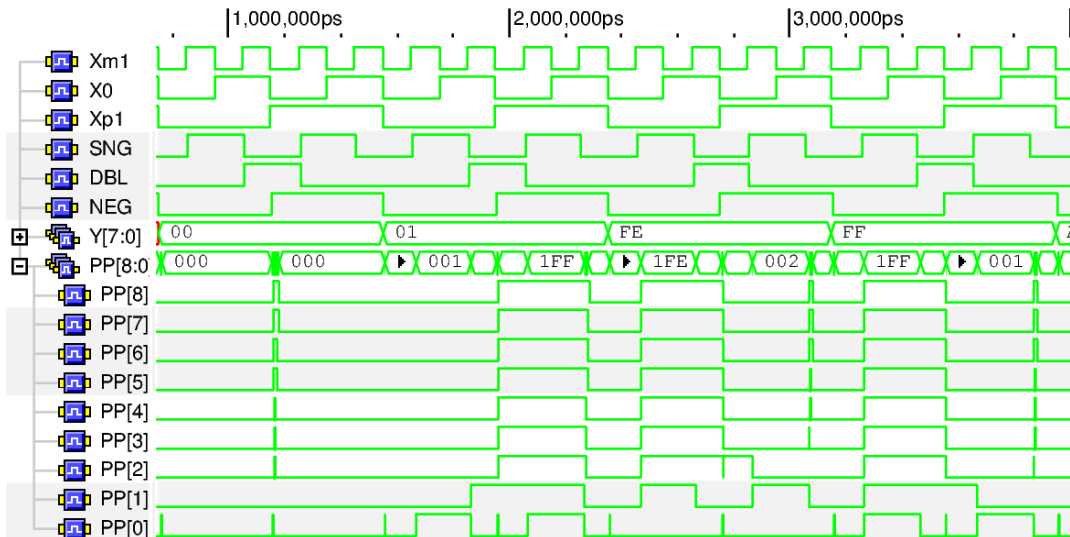 1,000,000ps 2,000,000ps 3,000,000ps
Xm1
X0
Xp1
SNG
DBL
NEG
Y[7:0] 00 01 FE FF
PP[8:0 000 000 001 1FF 1FE 002 1FF 001
PP[8]
PP[7]
PP[6]
PP[5]
PP[4]
PP[3]
PP[2]
PP[1]
PP[0]